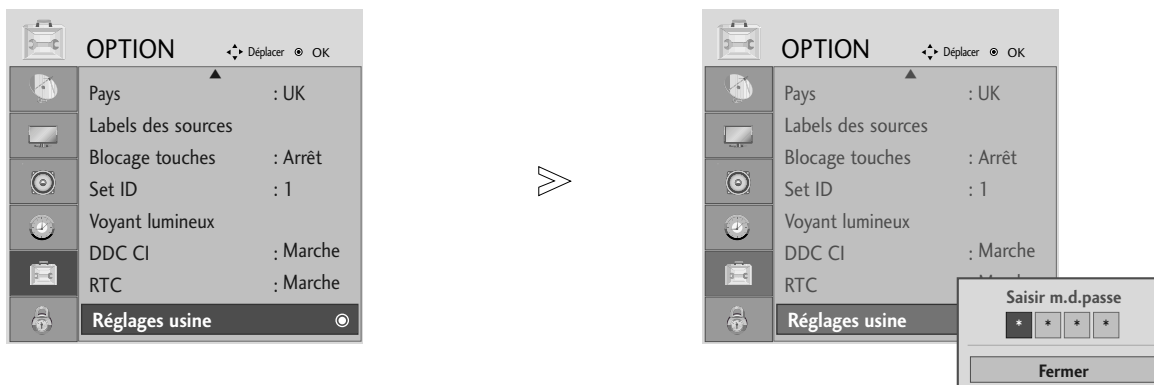 OPTION Déplacer OK
Pays : UK
Labels des sources
Blocage touches : Arrêt
Set ID : 1
Voyant lumineux
DDC CI : Marche
RTC : Marche
Réglages usine
OPTION Déplacer OK
Pays : UK
Labels des sources
Blocage touches : Arrêt
Set ID : 1
Voyant lumineux
DDC CI : Marche
RTC
Réglages usine
Saisir m.d.passe
* * * *
Fermer